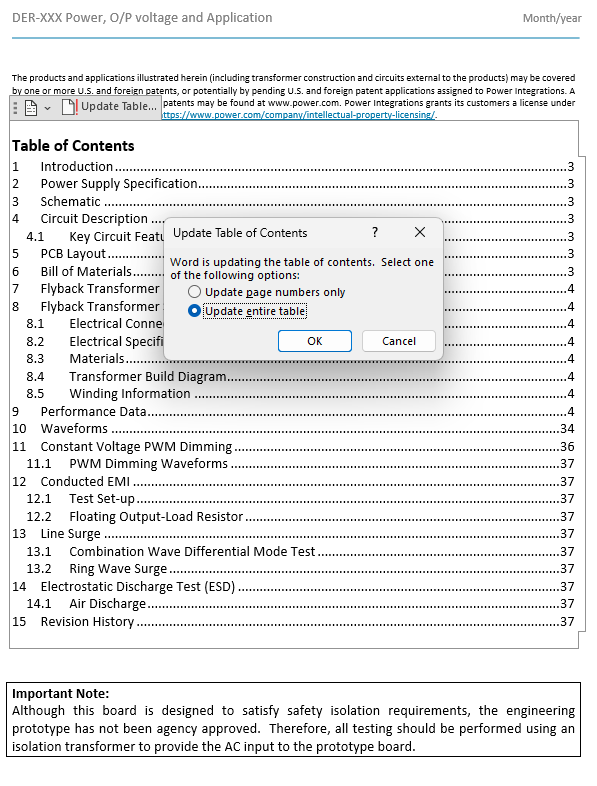 DER-XXX Power, O/P voltage and Application Month/year
The products and applications illustrated herein (including transformer construction and circuits external to the products) may be covered
by one or more U.S. and foreign patents, or potentially by pending U.S. and foreign patent applications assigned to Power Integrations. A
patents may be found at www.power.com. Power Integrations grants its customers a license under
ttps://www.power.com/company/intellectual-property-licensing/.
Update Table...
Table of Contents
1 Introduction 3
2 Power Supply Specification 3
3 Schematic 3
4 Circuit Description 3
4.1 Key Circuit Featu 3
5 PCB Layout 3
6 Bill of Materials 3
7 Flyback Transformer 4
8 Flyback Transformer 4
8.1 Electrical Conne 4
8.2 Electrical Specifi 4
8.3 Materials 4
8.4 Transformer Build Diagram 4
8.5 Winding Information 4
9 Performance Data 4
10 Waveforms 34
11 Constant Voltage PWM Dimming 36
11.1 PWM Dimming Waveforms 37
12 Conducted EMI 37
12.1 Test Set-up 37
12.2 Floating Output-Load Resistor 37
13 Line Surge 37
13.1 Combination Wave Differential Mode Test 37
13.2 Ring Wave Surge 37
14 Electrostatic Discharge Test (ESD) 37
14.1 Air Discharge 37
15 Revision History 37
Update Table of Contents ?
Word is updating the table of contents. Select one
of the following options:
Update page numbers only
Update entire table
OK Cancel
Important Note:
Although this board is designed to satisfy safety isolation requirements, the engineering
prototype has not been agency approved. Therefore, all testing should be performed using an
isolation transformer to provide the AC input to the prototype board.